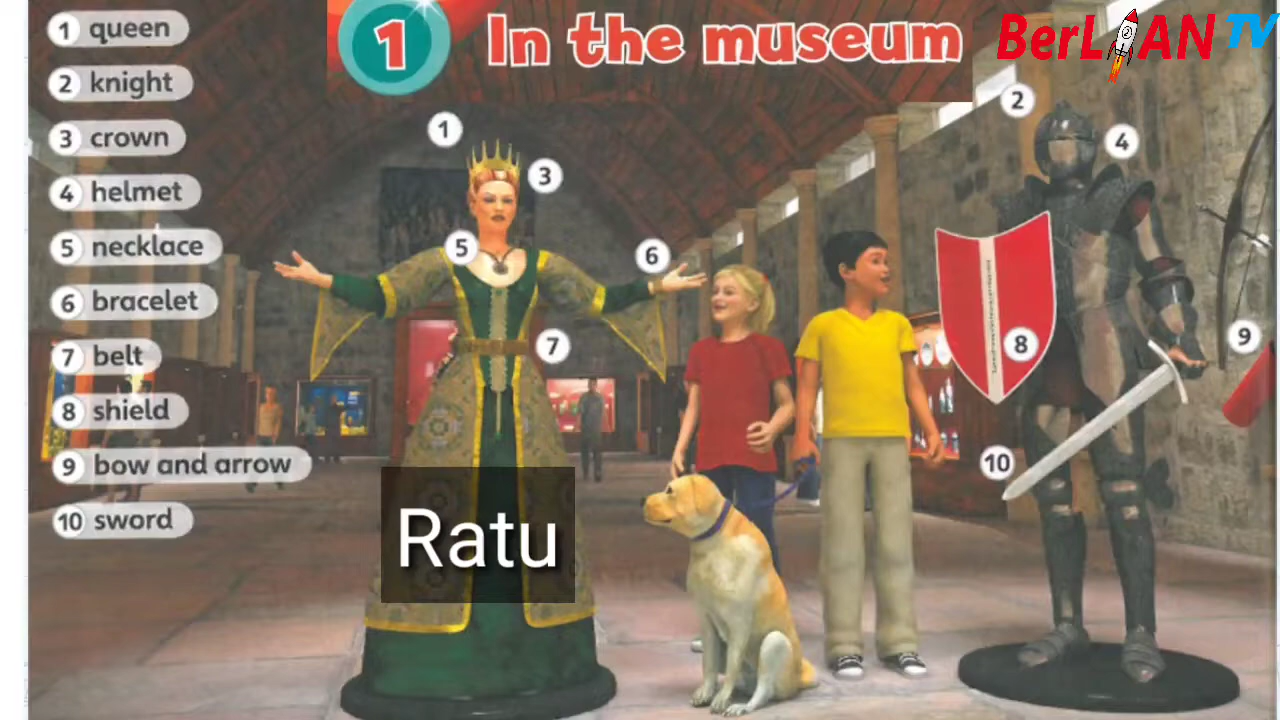 1 In the museum
BerLIAN TV
2
1 queen
2 knight
3 crown
4 helmet
5 necklace
6 bracelet
7 belt
8 shield
9 bow and arrow
10 sword
1
2
3
4
5
6
7
8
9
10
Ratu